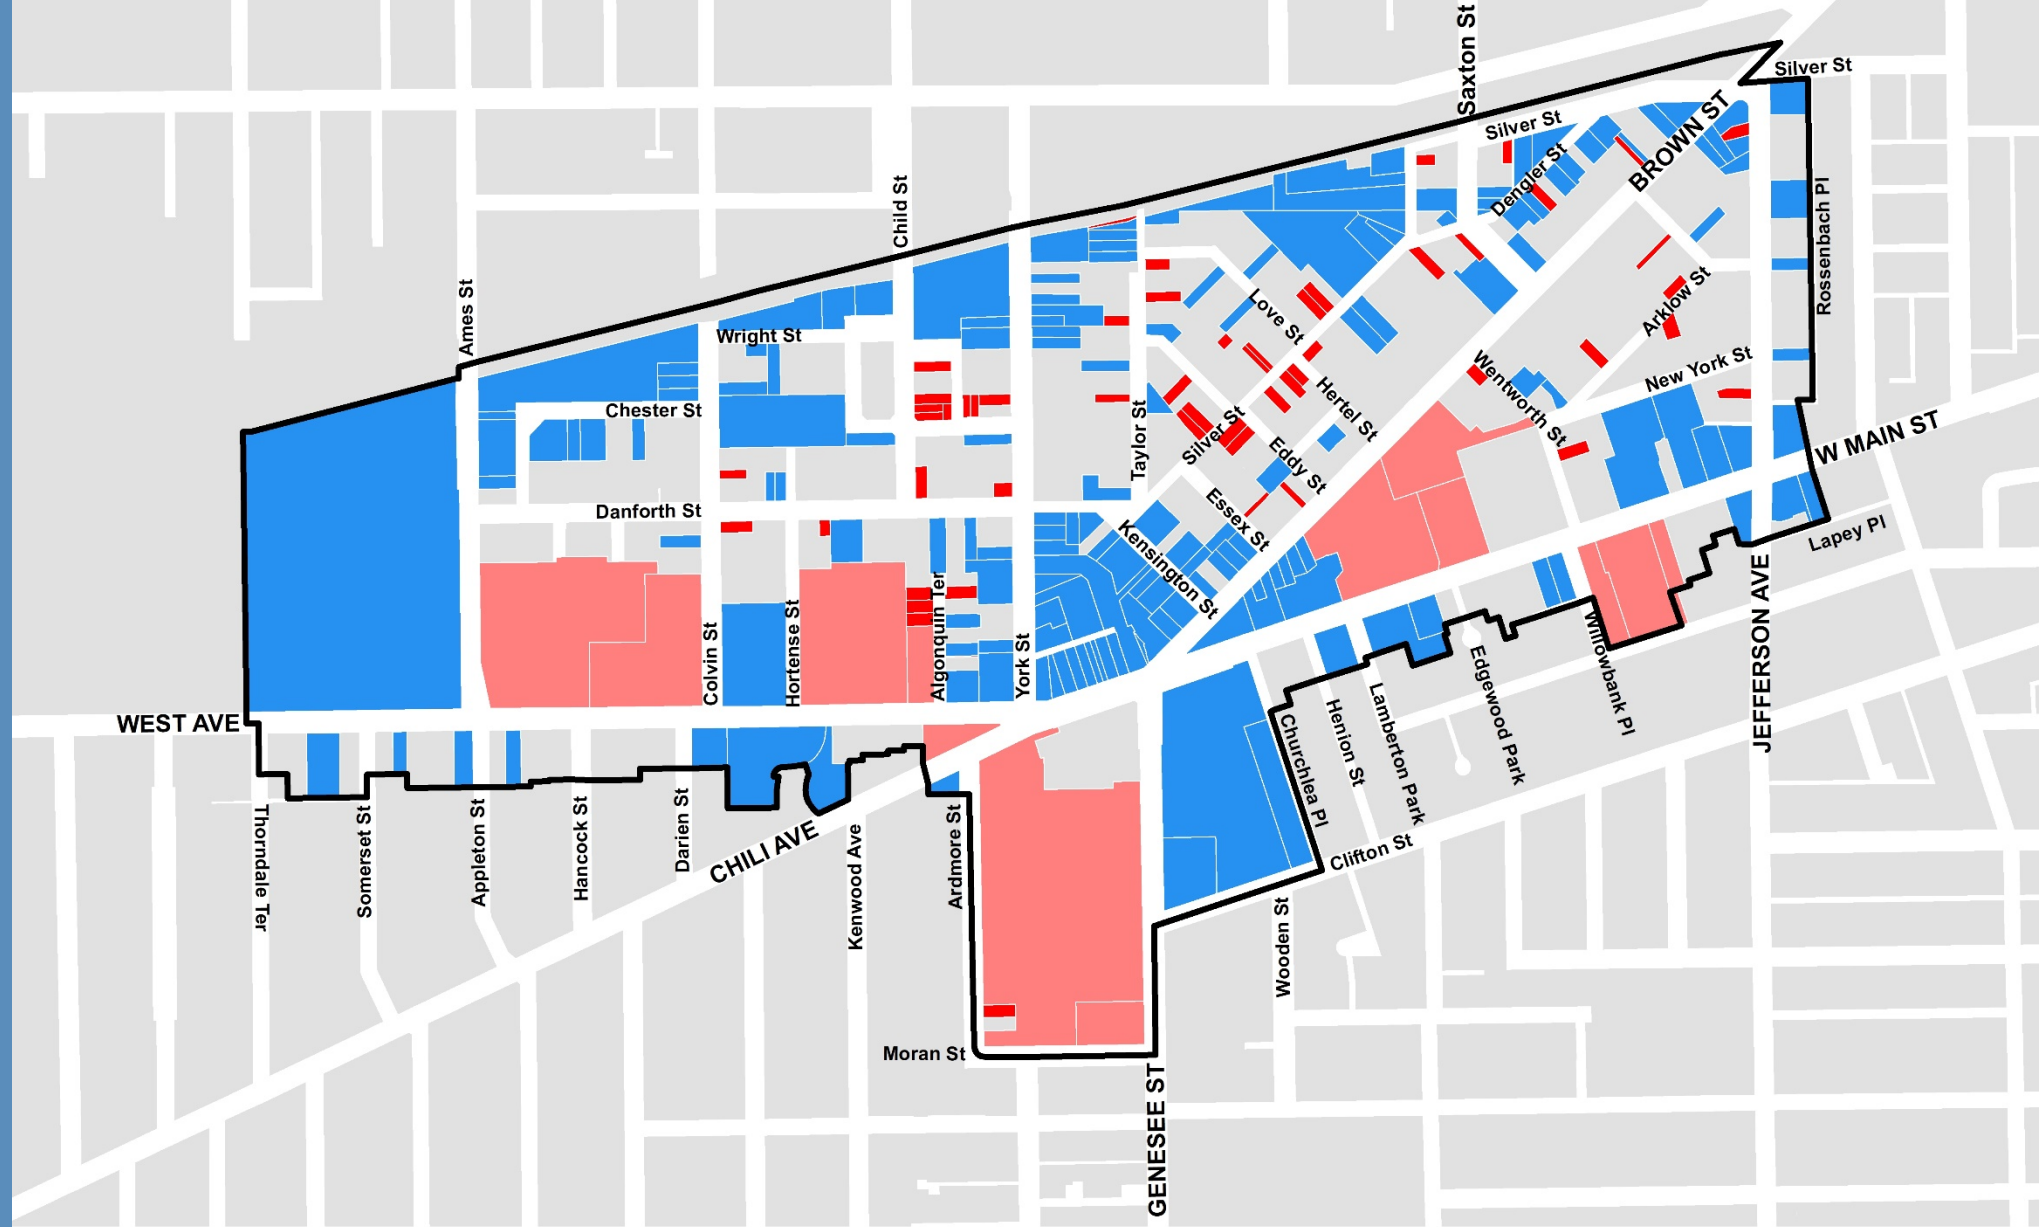 Saxton St
Silver St
Silver St
BROWN ST
Dengler St
Rosenbach Pl
Child St
Ames St
Wright St
Love St
Arklow St
New York St
Wentworth St
Hertel St
Chester St
Taylor St
Silver St
Eddy St
W MAIN ST
Essex St
Danforth St
Kensington St
Lapey Pl
JEFFERSON AVE
Colvin St
Hortense St
Algonquin Ter
York St
Willowbank Pl
Edgewood Park
Lamberton Park
Henion St
Churchlea Pl
WEST AVE
Thorndale Ter
Somerset St
Appleton St
Hancock St
Darien St
CHILI AVE
Kenwood Ave
Ardmore St
Clifton St
Wooden St
Moran St
GENESEE ST